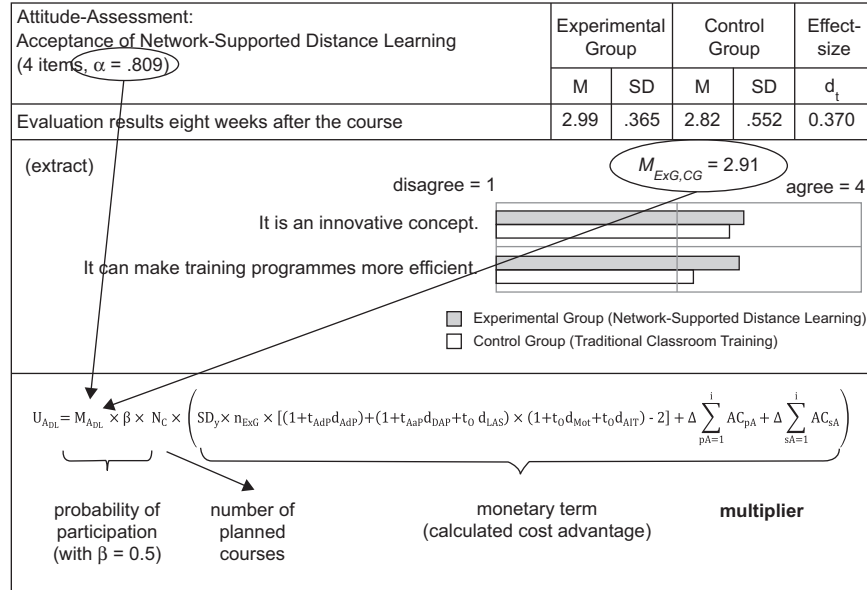 Attitude-Assessment:
Acceptance of Network-Supported Distance Learning
(4 items, α = .809)
Experimental Group
Control Group
Effect-size
M SD M SD d_t
Evaluation results eight weeks after the course 2.99 .365 2.82 .552 0.370
(extract)
M_ExG,CG = 2.91
disagree = 1 agree = 4
It is an innovative concept.
It can make training programmes more efficient.
Experimental Group (Network-Supported Distance Learning)
Control Group (Traditional Classroom Training)
U_A_DL = M_A_DL × β × N_C × ( SD_y × n_ExG × [(1+t_AdP d_AdP)+(1+t_AaP d_DAP+t_O d_LAS) × (1+t_O d_Mot+t_O d_AIT) - 2] + Δ ∑_{pA=1}^{i} AC_pA + Δ ∑_{sA=1}^{i} AC_sA )
probability of participation (with β = 0.5)
number of planned courses
monetary term (calculated cost advantage)
multiplier